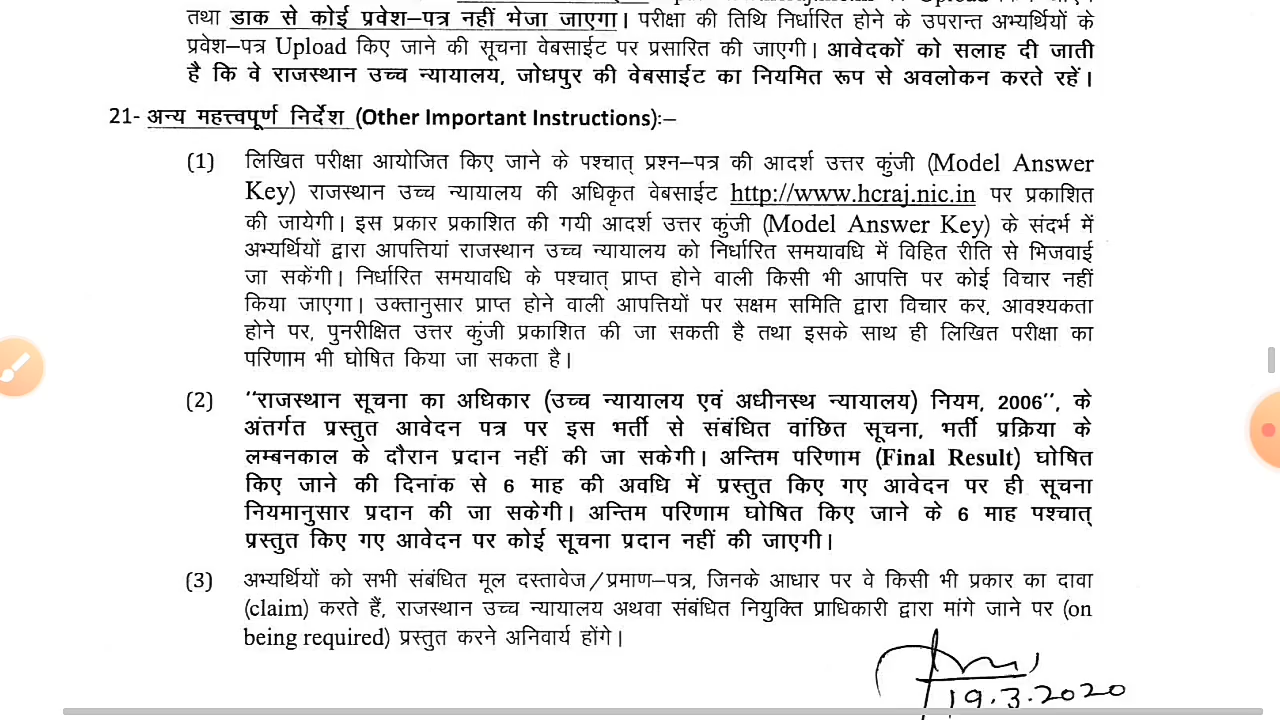 तथा डाक से कोई प्रवेश–पत्र नहीं भेजा जाएगा। परीक्षा की तिथि निर्धारित होने के उपरान्त अभ्यर्थियों के
प्रवेश–पत्र Upload किए जाने की सूचना वेबसाईट पर प्रसारित की जाएगी। आवेदकों को सलाह दी जाती
है कि वे राजस्थान उच्च न्यायालय, जोधपुर की वेबसाईट का नियमित रूप से अवलोकन करते रहें।
21- अन्य महत्त्वपूर्ण निर्देश (Other Important Instructions):–
(1) लिखित परीक्षा आयोजित किए जाने के पश्चात् प्रश्न–पत्र की आदर्श उत्तर कुंजी (Model Answer
Key) राजस्थान उच्च न्यायालय की अधिकृत वेबसाईट http://www.hcraj.nic.in पर प्रकाशित
की जायेगी। इस प्रकार प्रकाशित की गयी आदर्श उत्तर कुंजी (Model Answer Key) के संदर्भ में
अभ्यर्थियों द्वारा आपत्तियां राजस्थान उच्च न्यायालय को निर्धारित समयावधि में विहित रीति से भिजवाई
जा सकेंगी। निर्धारित समयावधि के पश्चात् प्राप्त होने वाली किसी भी आपत्ति पर कोई विचार नहीं
किया जाएगा। उक्तानुसार प्राप्त होने वाली आपत्तियों पर सक्षम समिति द्वारा विचार कर, आवश्यकता
होने पर, पुनरीक्षित उत्तर कुंजी प्रकाशित की जा सकती है तथा इसके साथ ही लिखित परीक्षा का
परिणाम भी घोषित किया जा सकता है।
(2) "राजस्थान सूचना का अधिकार (उच्च न्यायालय एवं अधीनस्थ न्यायालय) नियम, 2006", के
अंतर्गत प्रस्तुत आवेदन पत्र पर इस भर्ती से संबंधित वांछित सूचना, भर्ती प्रक्रिया के
लम्बनकाल के दौरान प्रदान नहीं की जा सकेगी। अन्तिम परिणाम (Final Result) घोषित
किए जाने की दिनांक से 6 माह की अवधि में प्रस्तुत किए गए आवेदन पर ही सूचना
नियमानुसार प्रदान की जा सकेगी। अन्तिम परिणाम घोषित किए जाने के 6 माह पश्चात्
प्रस्तुत किए गए आवेदन पर कोई सूचना प्रदान नहीं की जाएगी।
(3) अभ्यर्थियों को सभी संबंधित मूल दस्तावेज/प्रमाण–पत्र, जिनके आधार पर वे किसी भी प्रकार का दावा
(claim) करते हैं, राजस्थान उच्च न्यायालय अथवा संबंधित नियुक्ति प्राधिकारी द्वारा मांगे जाने पर (on
being required) प्रस्तुत करने अनिवार्य होंगे।
19.3.2020